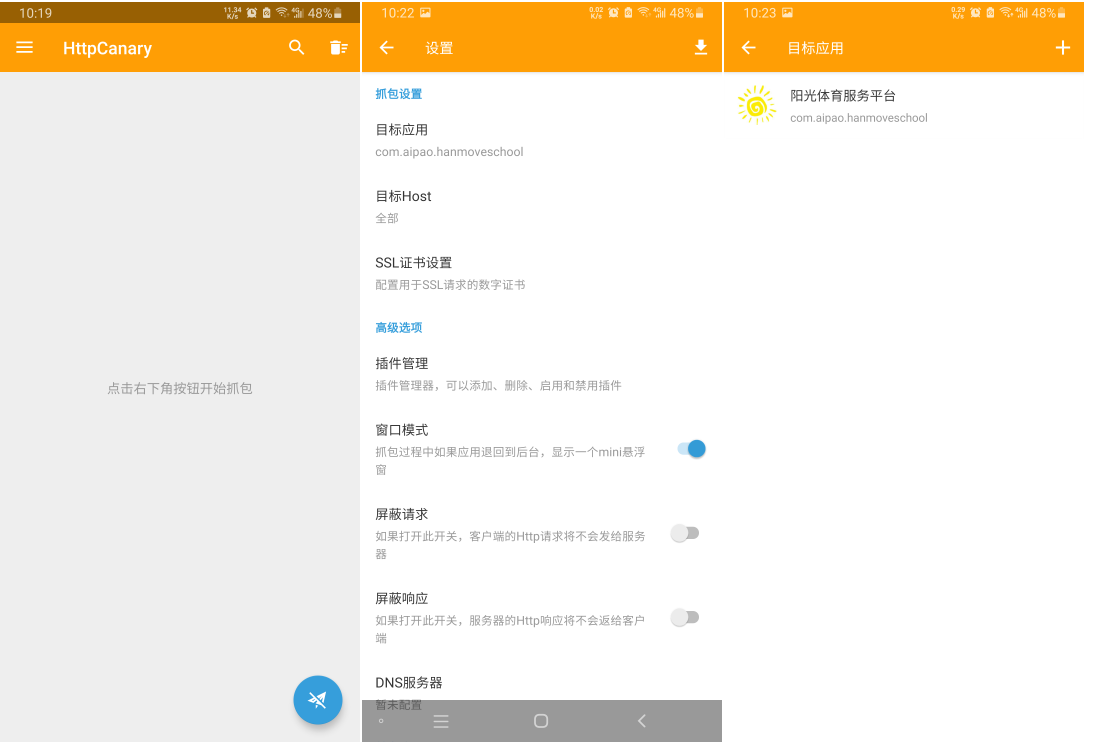 10:19
11.34 K/s
4G
48%
HttpCanary
点击右下角按钮开始抓包
10:22
0.02 K/s
4G
48%
设置
抓包设置
目标应用
com.aipao.hanmoveschool
目标Host
全部
SSL证书设置
配置用于SSL请求的数字证书
高级选项
插件管理
插件管理器，可以添加、删除、启用和禁用插件
窗口模式
抓包过程中如果应用退回到后台，显示一个mini悬浮
窗
屏蔽请求
如果打开此开关，客户端的Http请求将不会发给服务
器
屏蔽响应
如果打开此开关，服务器的Http响应将不会返给客户
端
DNS服务器
暂未配置
10:23
0.29 K/s
4G
48%
目标应用
阳光体育服务平台
com.aipao.hanmoveschool